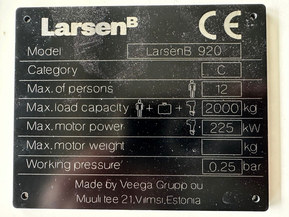 Larsen B CE
Model LarsenB 920
Category C
Max. of persons 12
Max. load capacity + + 2000 kg
Max. motor power 225 kW
Max. motor weight kg
Working pressure 0.25 bar
Made by Veega Grupp ou
Muuli tee 21, Viimsi, Estonia